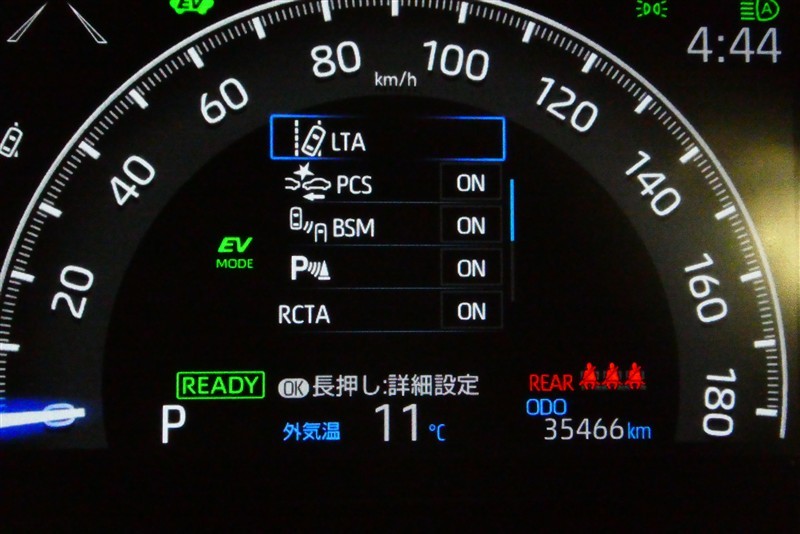 EV
A
4:44
80
100
km/h
60
120
LTA
40
PCS ON
140
BSM ON
EV
MODE
P ON
20
160
RCTA ON
READY
OK 長押し:詳細設定
REAR
180
ODO
P
外気温 11 ℃
35466 km